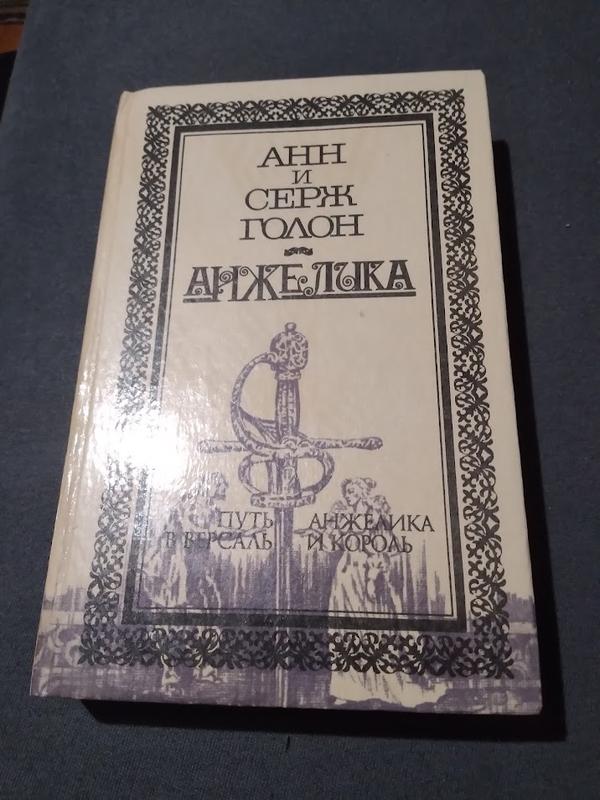 АНН
И
СЕРЖ
ГОЛОН
АНЖЕЛИКА
ПУТЬ
В ВЕРСАЛЬ
АНЖЕЛИКА
И КОРОЛЬ